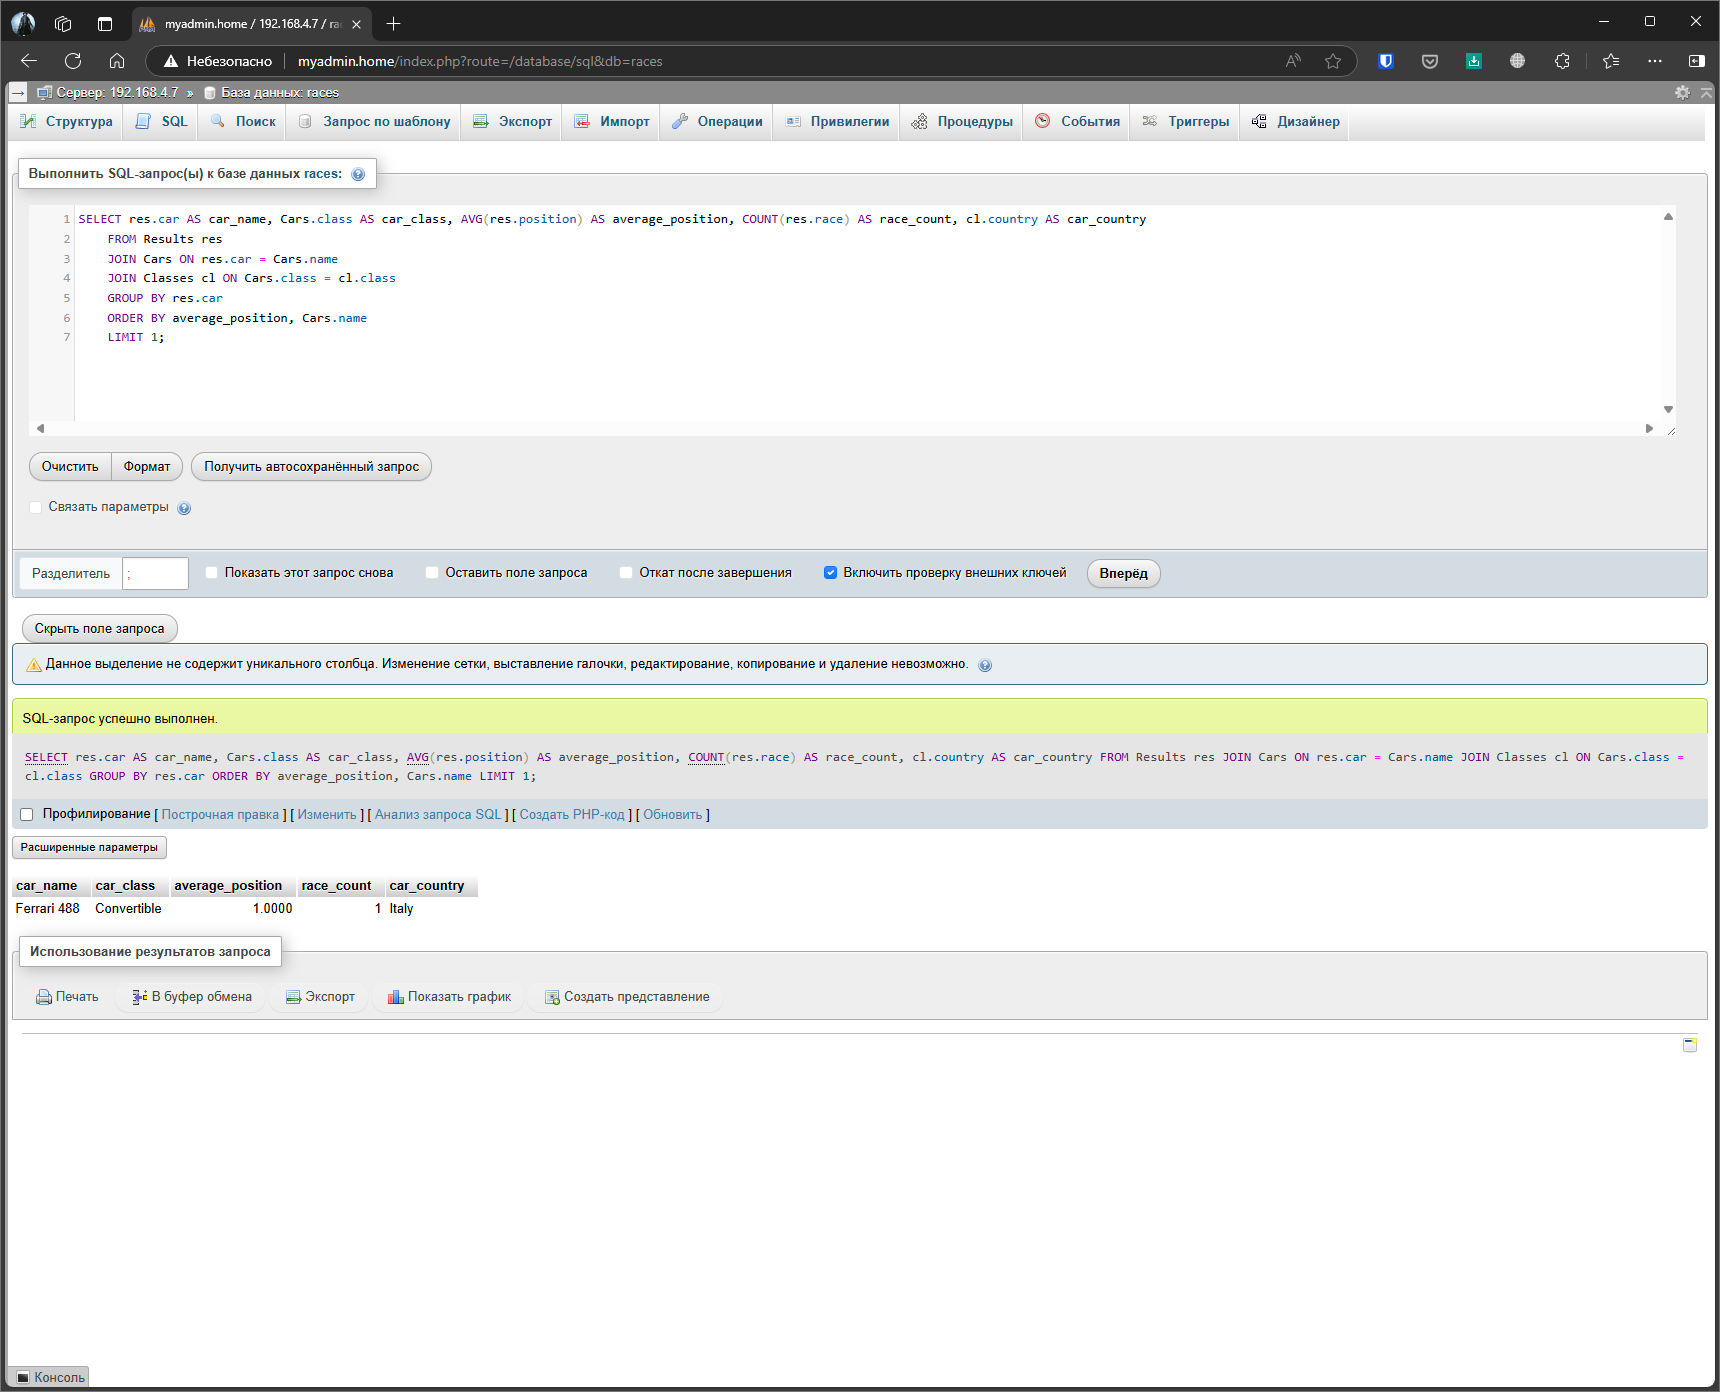 myadmin.home / 192.168.4.7 / ra
Небезопасно
myadmin.home/index.php?route=/database/sql&db=races
Сервер: 192.168.4.7 » База данных: races
Структура SQL Поиск Запрос по шаблону Экспорт Импорт Операции Привилегии Процедуры События Триггеры Дизайнер
Выполнить SQL-запрос(ы) к базе данных races:
1 SELECT res.car AS car_name, Cars.class AS car_class, AVG(res.position) AS average_position, COUNT(res.race) AS race_count, cl.country AS car_country
2 FROM Results res
3 JOIN Cars ON res.car = Cars.name
4 JOIN Classes cl ON Cars.class = cl.class
5 GROUP BY res.car
6 ORDER BY average_position, Cars.name
7 LIMIT 1;
Очистить Формат Получить автосохранённый запрос
Связать параметры
Разделитель ; Показать этот запрос снова Оставить поле запроса Откат после завершения Включить проверку внешних ключей Вперёд
Скрыть поле запроса
Данное выделение не содержит уникального столбца. Изменение сетки, выставление галочки, редактирование, копирование и удаление невозможно.
SQL-запрос успешно выполнен.
SELECT res.car AS car_name, Cars.class AS car_class, AVG(res.position) AS average_position, COUNT(res.race) AS race_count, cl.country AS car_country FROM Results res JOIN Cars ON res.car = Cars.name JOIN Classes cl ON Cars.class =
cl.class GROUP BY res.car ORDER BY average_position, Cars.name LIMIT 1;
Профилирование [ Построчная правка ] [ Изменить ] [ Анализ запроса SQL ] [ Создать PHP-код ] [ Обновить ]
Расширенные параметры
car_name car_class average_position race_count car_country
Ferrari 488 Convertible 1.0000 1 Italy
Использование результатов запроса
Печать В буфер обмена Экспорт Показать график Создать представление
Консоль